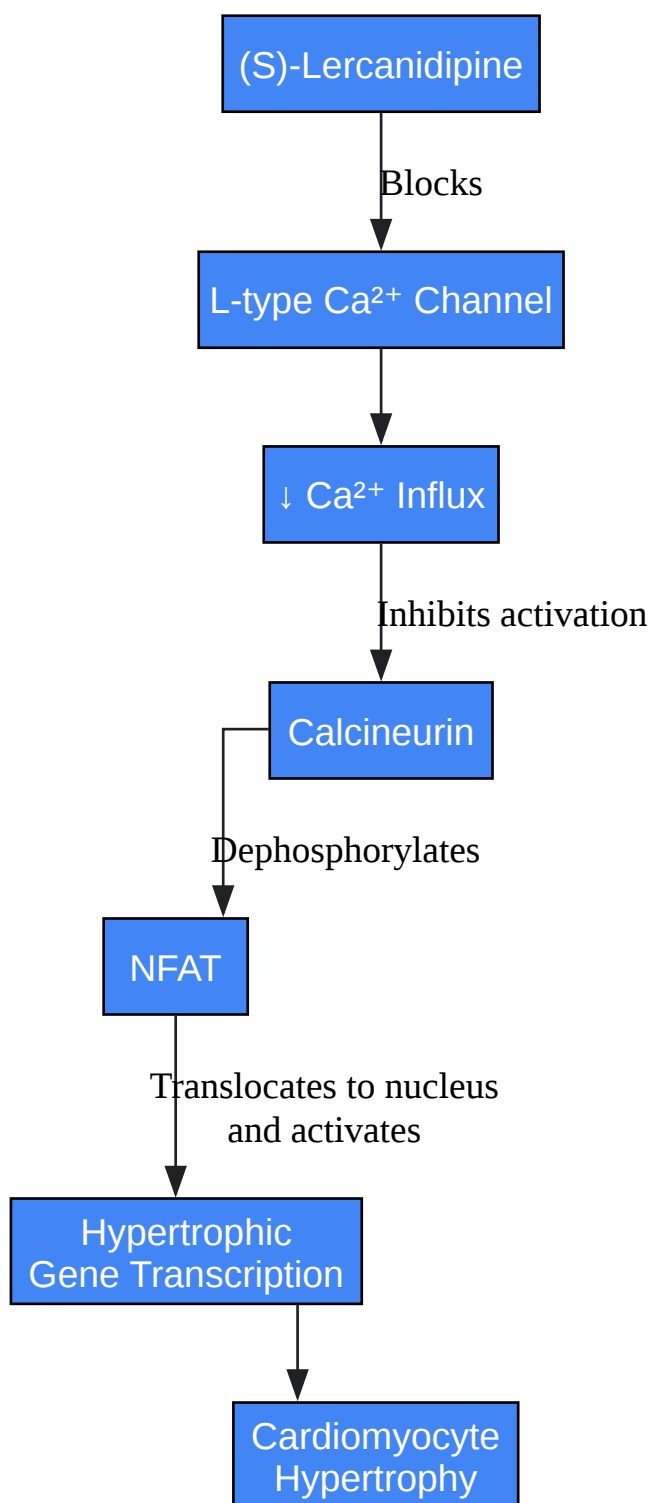 (S)-Lercanidipine
Blocks
L-type Ca²⁺ Channel
↓ Ca²⁺ Influx
Inhibits activation
Calcineurin
Dephosphorylates
NFAT
Translocates to nucleus
and activates
Hypertrophic
Gene Transcription
Cardiomyocyte
Hypertrophy